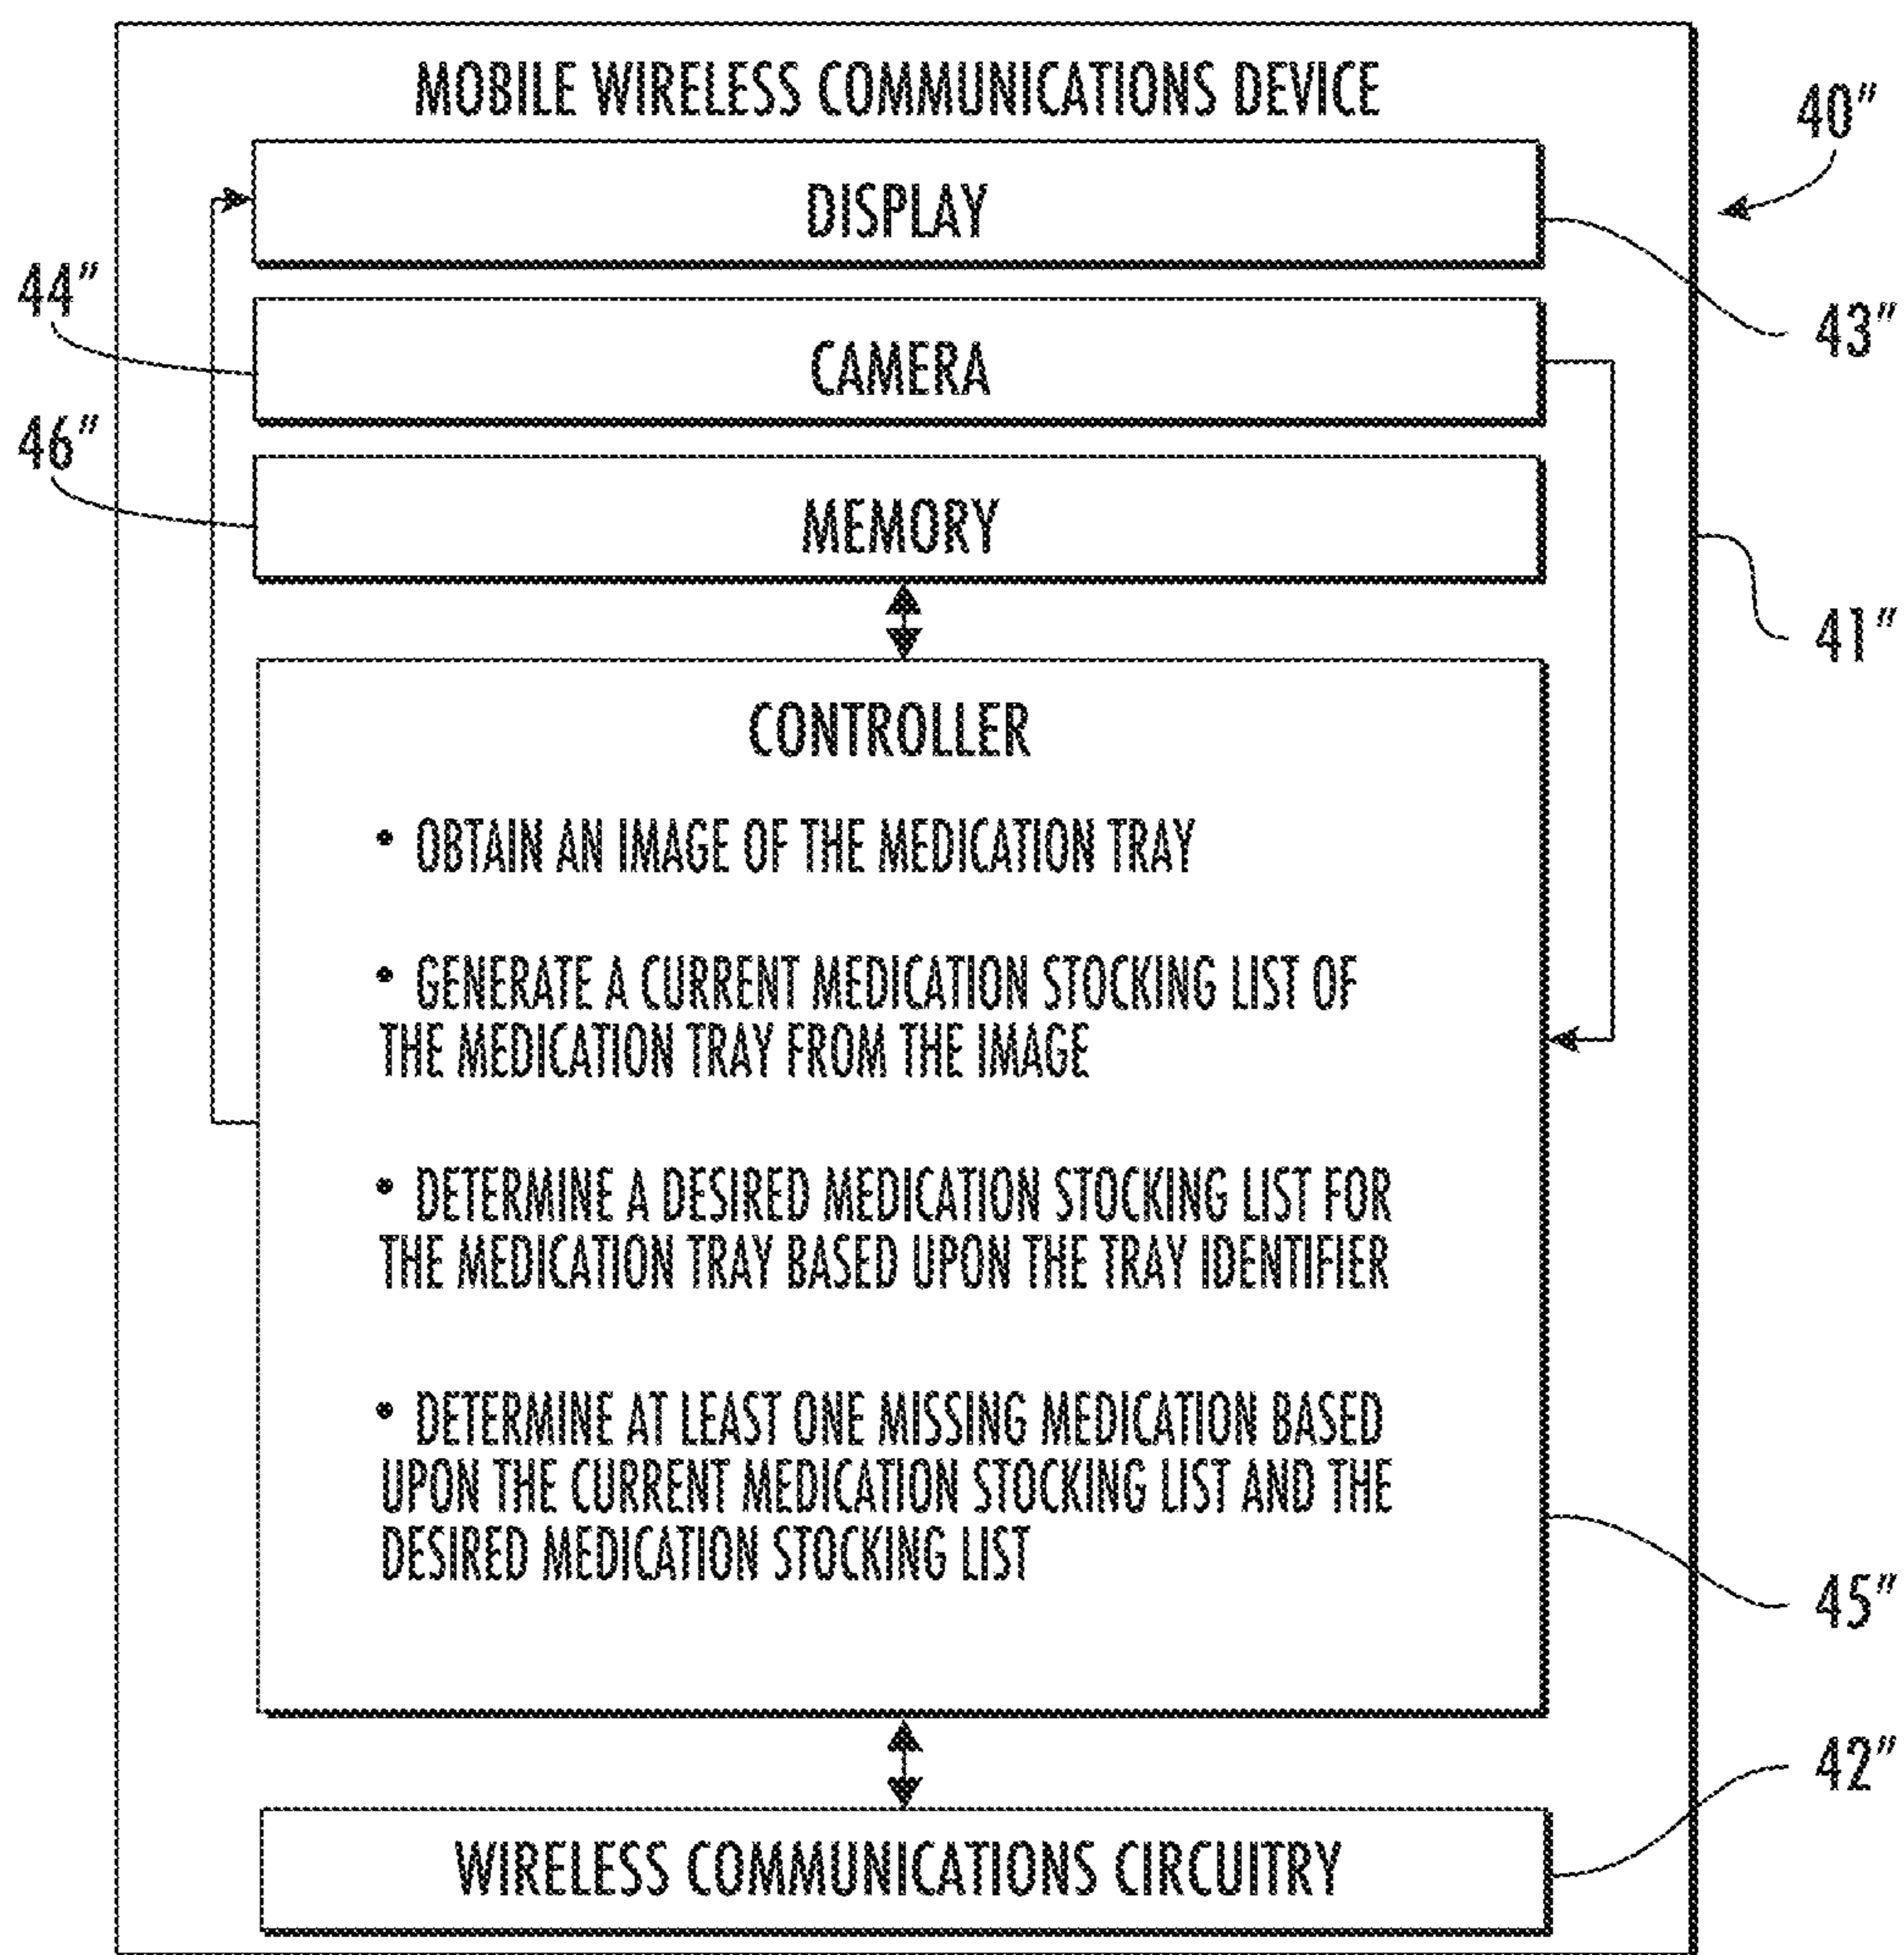 MOBILE WIRELESS COMMUNICATIONS DEVICE
40"
DISPLAY
43"
44"
CAMERA
46"
MEMORY
41"
CONTROLLER
• OBTAIN AN IMAGE OF THE MEDICATION TRAY
• GENERATE A CURRENT MEDICATION STOCKING LIST OF
THE MEDICATION TRAY FROM THE IMAGE
• DETERMINE A DESIRED MEDICATION STOCKING LIST FOR
THE MEDICATION TRAY BASED UPON THE TRAY IDENTIFIER
• DETERMINE AT LEAST ONE MISSING MEDICATION BASED
UPON THE CURRENT MEDICATION STOCKING LIST AND THE
DESIRED MEDICATION STOCKING LIST
45"
42"
WIRELESS COMMUNICATIONS CIRCUITRY